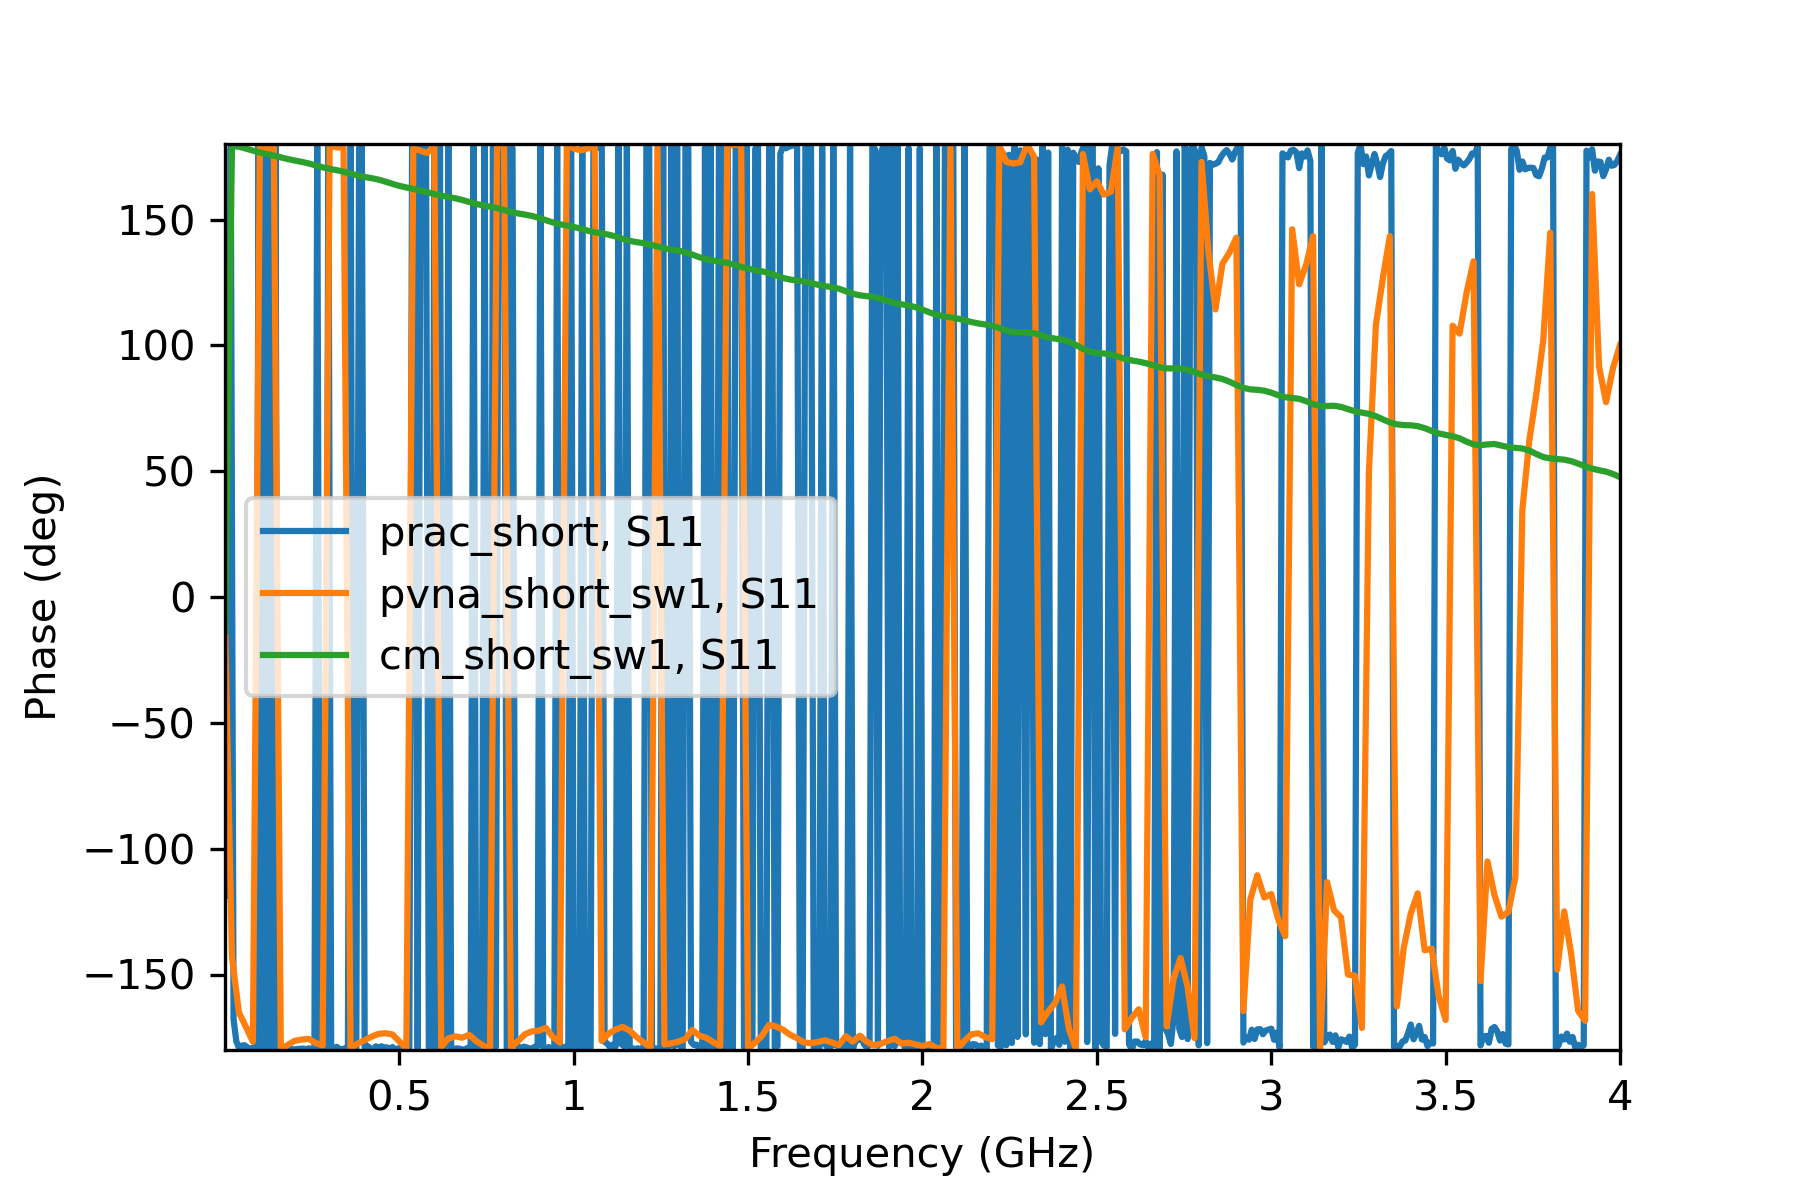 150
100
50
0
−50
−100
−150
Phase (deg)
prac_short, S11
pvna_short_sw1, S11
cm_short_sw1, S11
0.5 1 1.5 2 2.5 3 3.5 4
Frequency (GHz)